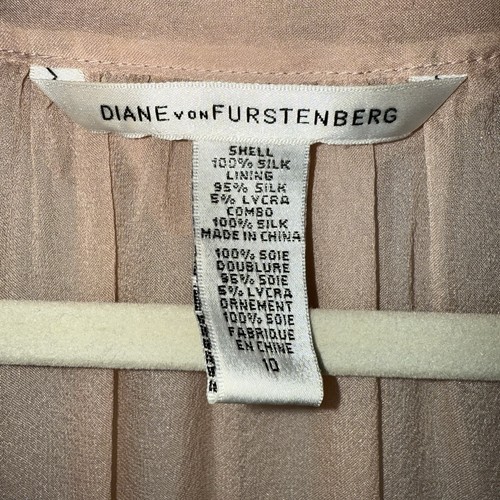 DIANE VON FURSTENBERG
SHELL
100% SILK
LINING
95% SILK
5% LYCRA
COMBO
100% SILK
MADE IN CHINA
100% SOIE
DOUBLURE
95% SOIE
5% LYCRA
ORNEMENT
100% SOIE
FABRIQUE
EN CHINE
10